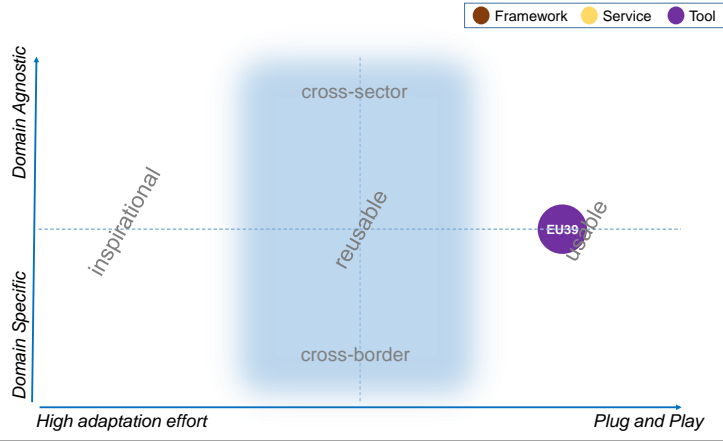 Framework
Service
Tool
Domain Agnostic
cross-sector
inspirational
reusable
EU39
usable
Domain Specific
cross-border
High adaptation effort
Plug and Play